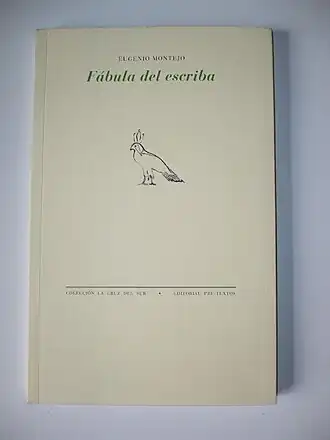 EUGENIO MONTEJO
Fábula del escriba
COLECCIÓN LA CRUZ DEL SUR • EDITORIAL PRE-TEXTOS